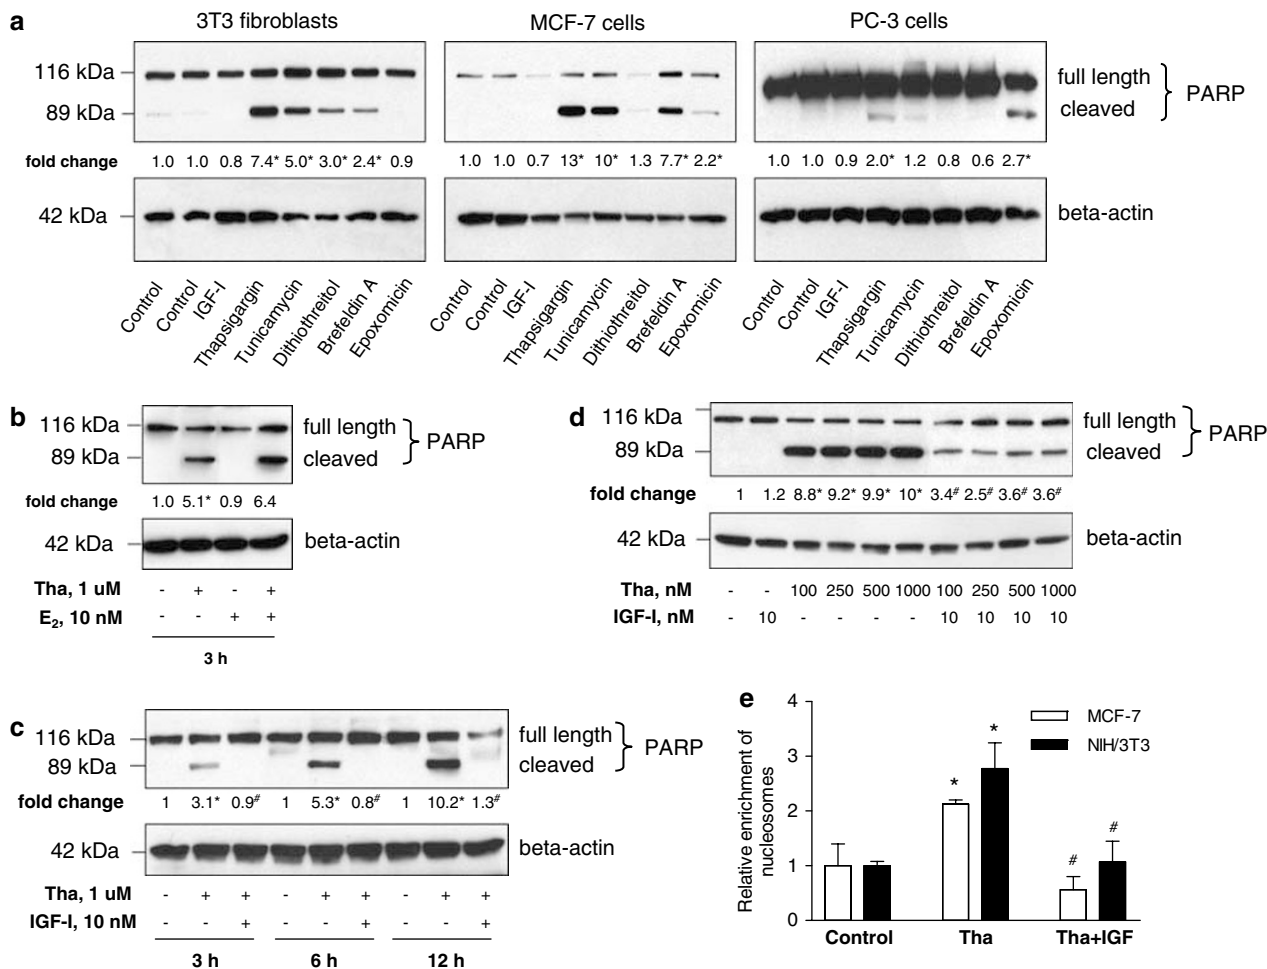 a
3T3 fibroblasts
MCF-7 cells
PC-3 cells
116 kDa
89 kDa
full length
cleaved
PARP
fold change 1.0 1.0 0.8 7.4* 5.0* 3.0* 2.4* 0.9
1.0 1.0 0.7 13* 10* 1.3 7.7* 2.2*
1.0 1.0 0.9 2.0* 1.2 0.8 0.6 2.7*
42 kDa
beta-actin
Control Control IGF-I Thapsigargin Tunicamycin Dithiothreitol Brefeldin A Epoxomicin
Control Control IGF-I Thapsigargin Tunicamycin Dithiothreitol Brefeldin A Epoxomicin
Control Control IGF-I Thapsigargin Tunicamycin Dithiothreitol Brefeldin A Epoxomicin
b
116 kDa
89 kDa
full length
cleaved
PARP
fold change 1.0 5.1* 0.9 6.4
42 kDa
beta-actin
Tha, 1 uM - + - +
E2, 10 nM - - + +
3 h
d
116 kDa
89 kDa
full length
cleaved
PARP
fold change 1 1.2 8.8* 9.2* 9.9* 10* 3.4# 2.5# 3.6# 3.6#
42 kDa
beta-actin
Tha, nM - - 100 250 500 1000 100 250 500 1000
IGF-I, nM - 10 - - - - 10 10 10 10
c
116 kDa
89 kDa
full length
cleaved
PARP
fold change 1 3.1* 0.9# 1 5.3* 0.8# 1 10.2* 1.3#
42 kDa
beta-actin
Tha, 1 uM - + + - + + - + +
IGF-I, 10 nM - - + - - + - - +
3 h 6 h 12 h
e
Relative enrichment of
nucleosomes
4
3
2
1
0
MCF-7
NIH/3T3
* *
# #
Control Tha Tha+IGF